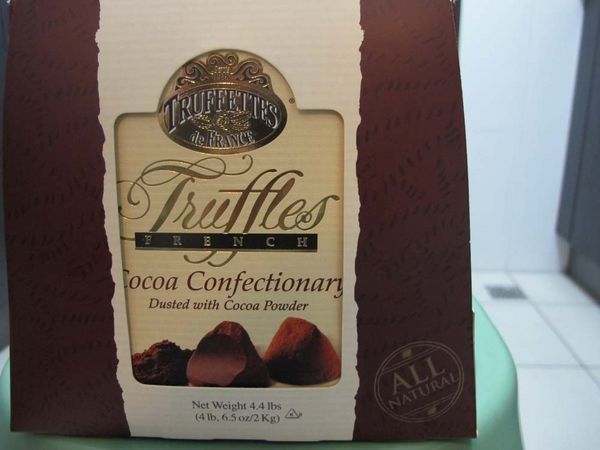 TRUFFETTES
de FRANCE
®
Truffles
FRENCH
Cocoa Confectionary
Dusted with Cocoa Powder
Net Weight 4.4 lbs
(4 lb, 6.5 oz/2 Kg)
ALL
NATURAL